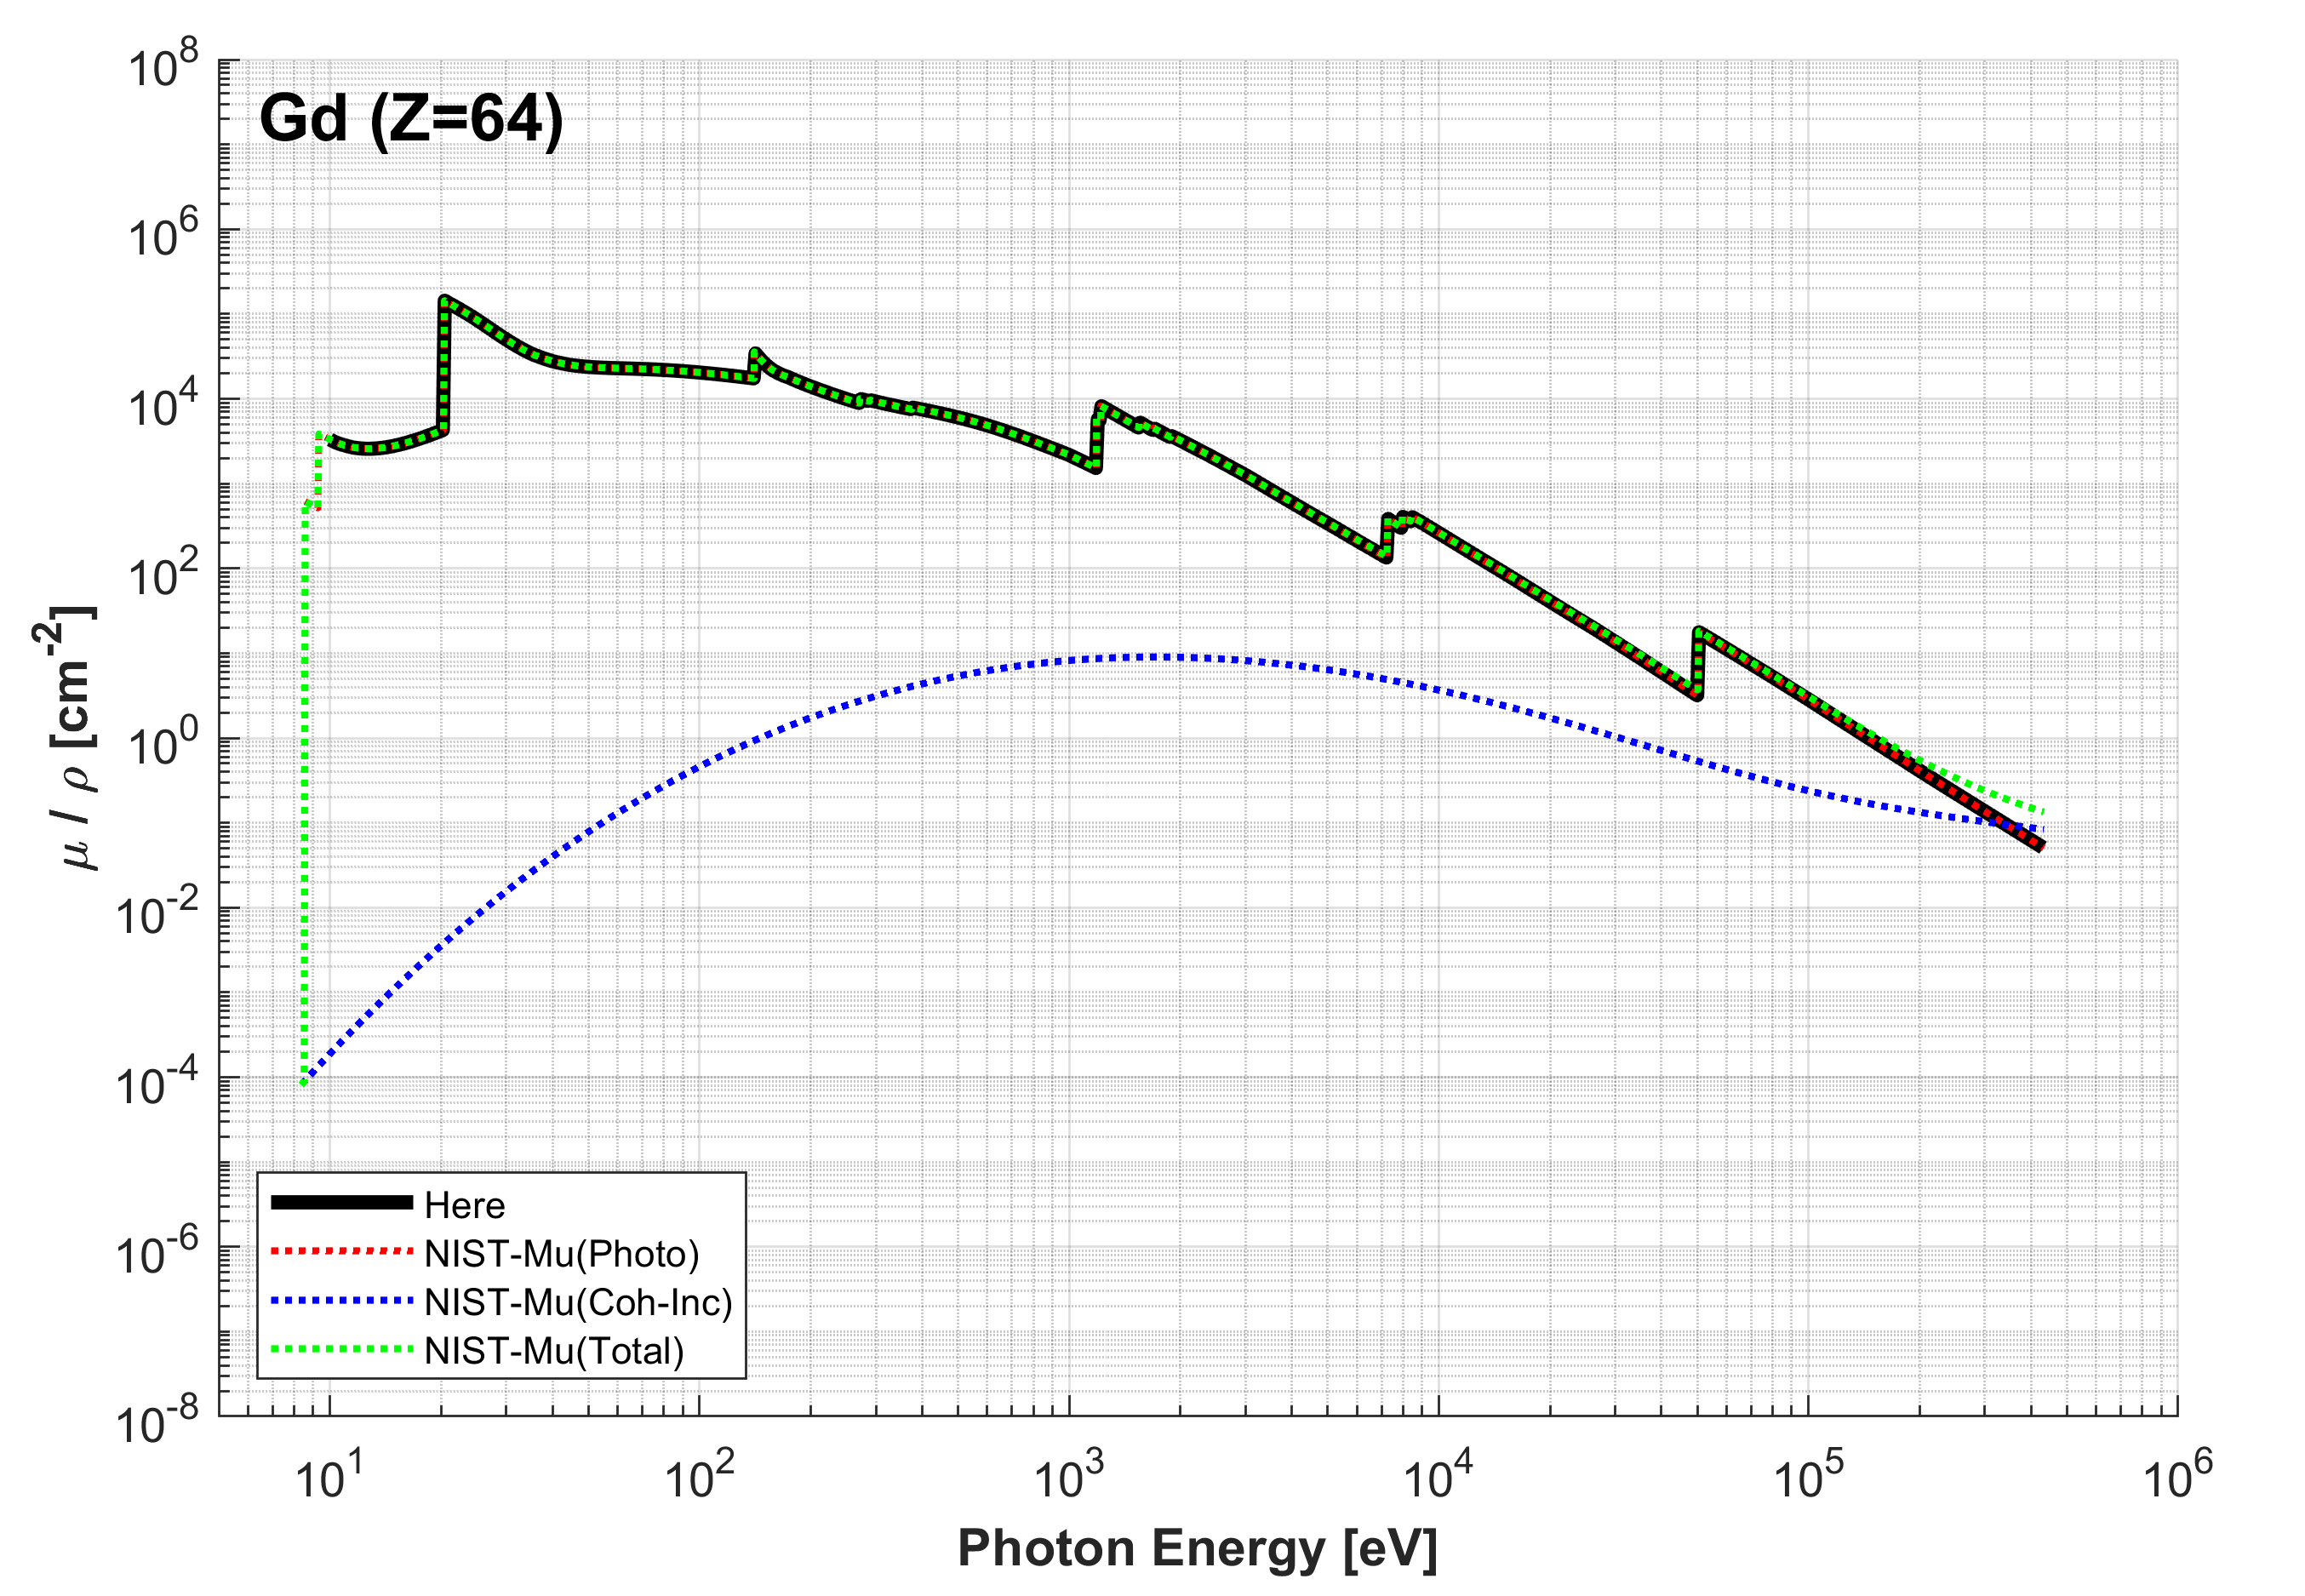 Gd (Z=64)
10^8
10^6
10^4
10^2
10^0
10^-2
10^-4
10^-6
10^-8
μ / ρ [cm^-2]
Here
NIST-Mu(Photo)
NIST-Mu(Coh-Inc)
NIST-Mu(Total)
10^1 10^2 10^3 10^4 10^5 10^6
Photon Energy [eV]